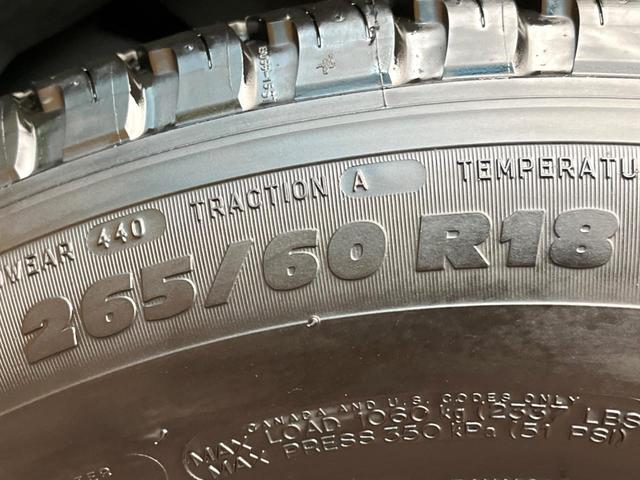 WEAR 440 TRACTION A TEMPERATU
265/60 R18
CANADA AND U.S. CODES ONLY
MAX LOAD 1060 kg (2337 LBS
MAX PRESS 350 kPa (51 PSI)